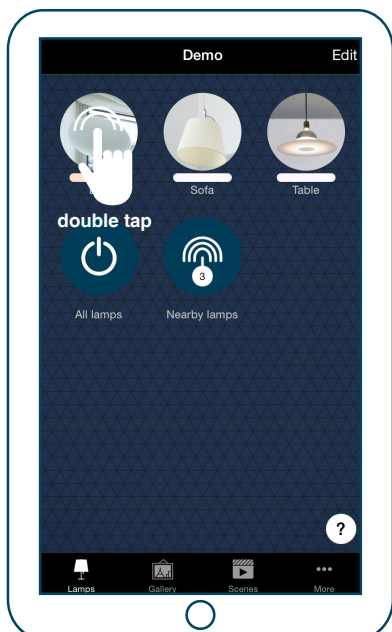 Demo Edit
Sofa Table
double tap
3
All lamps Nearby lamps
?
Lamps Gallery Scenes More